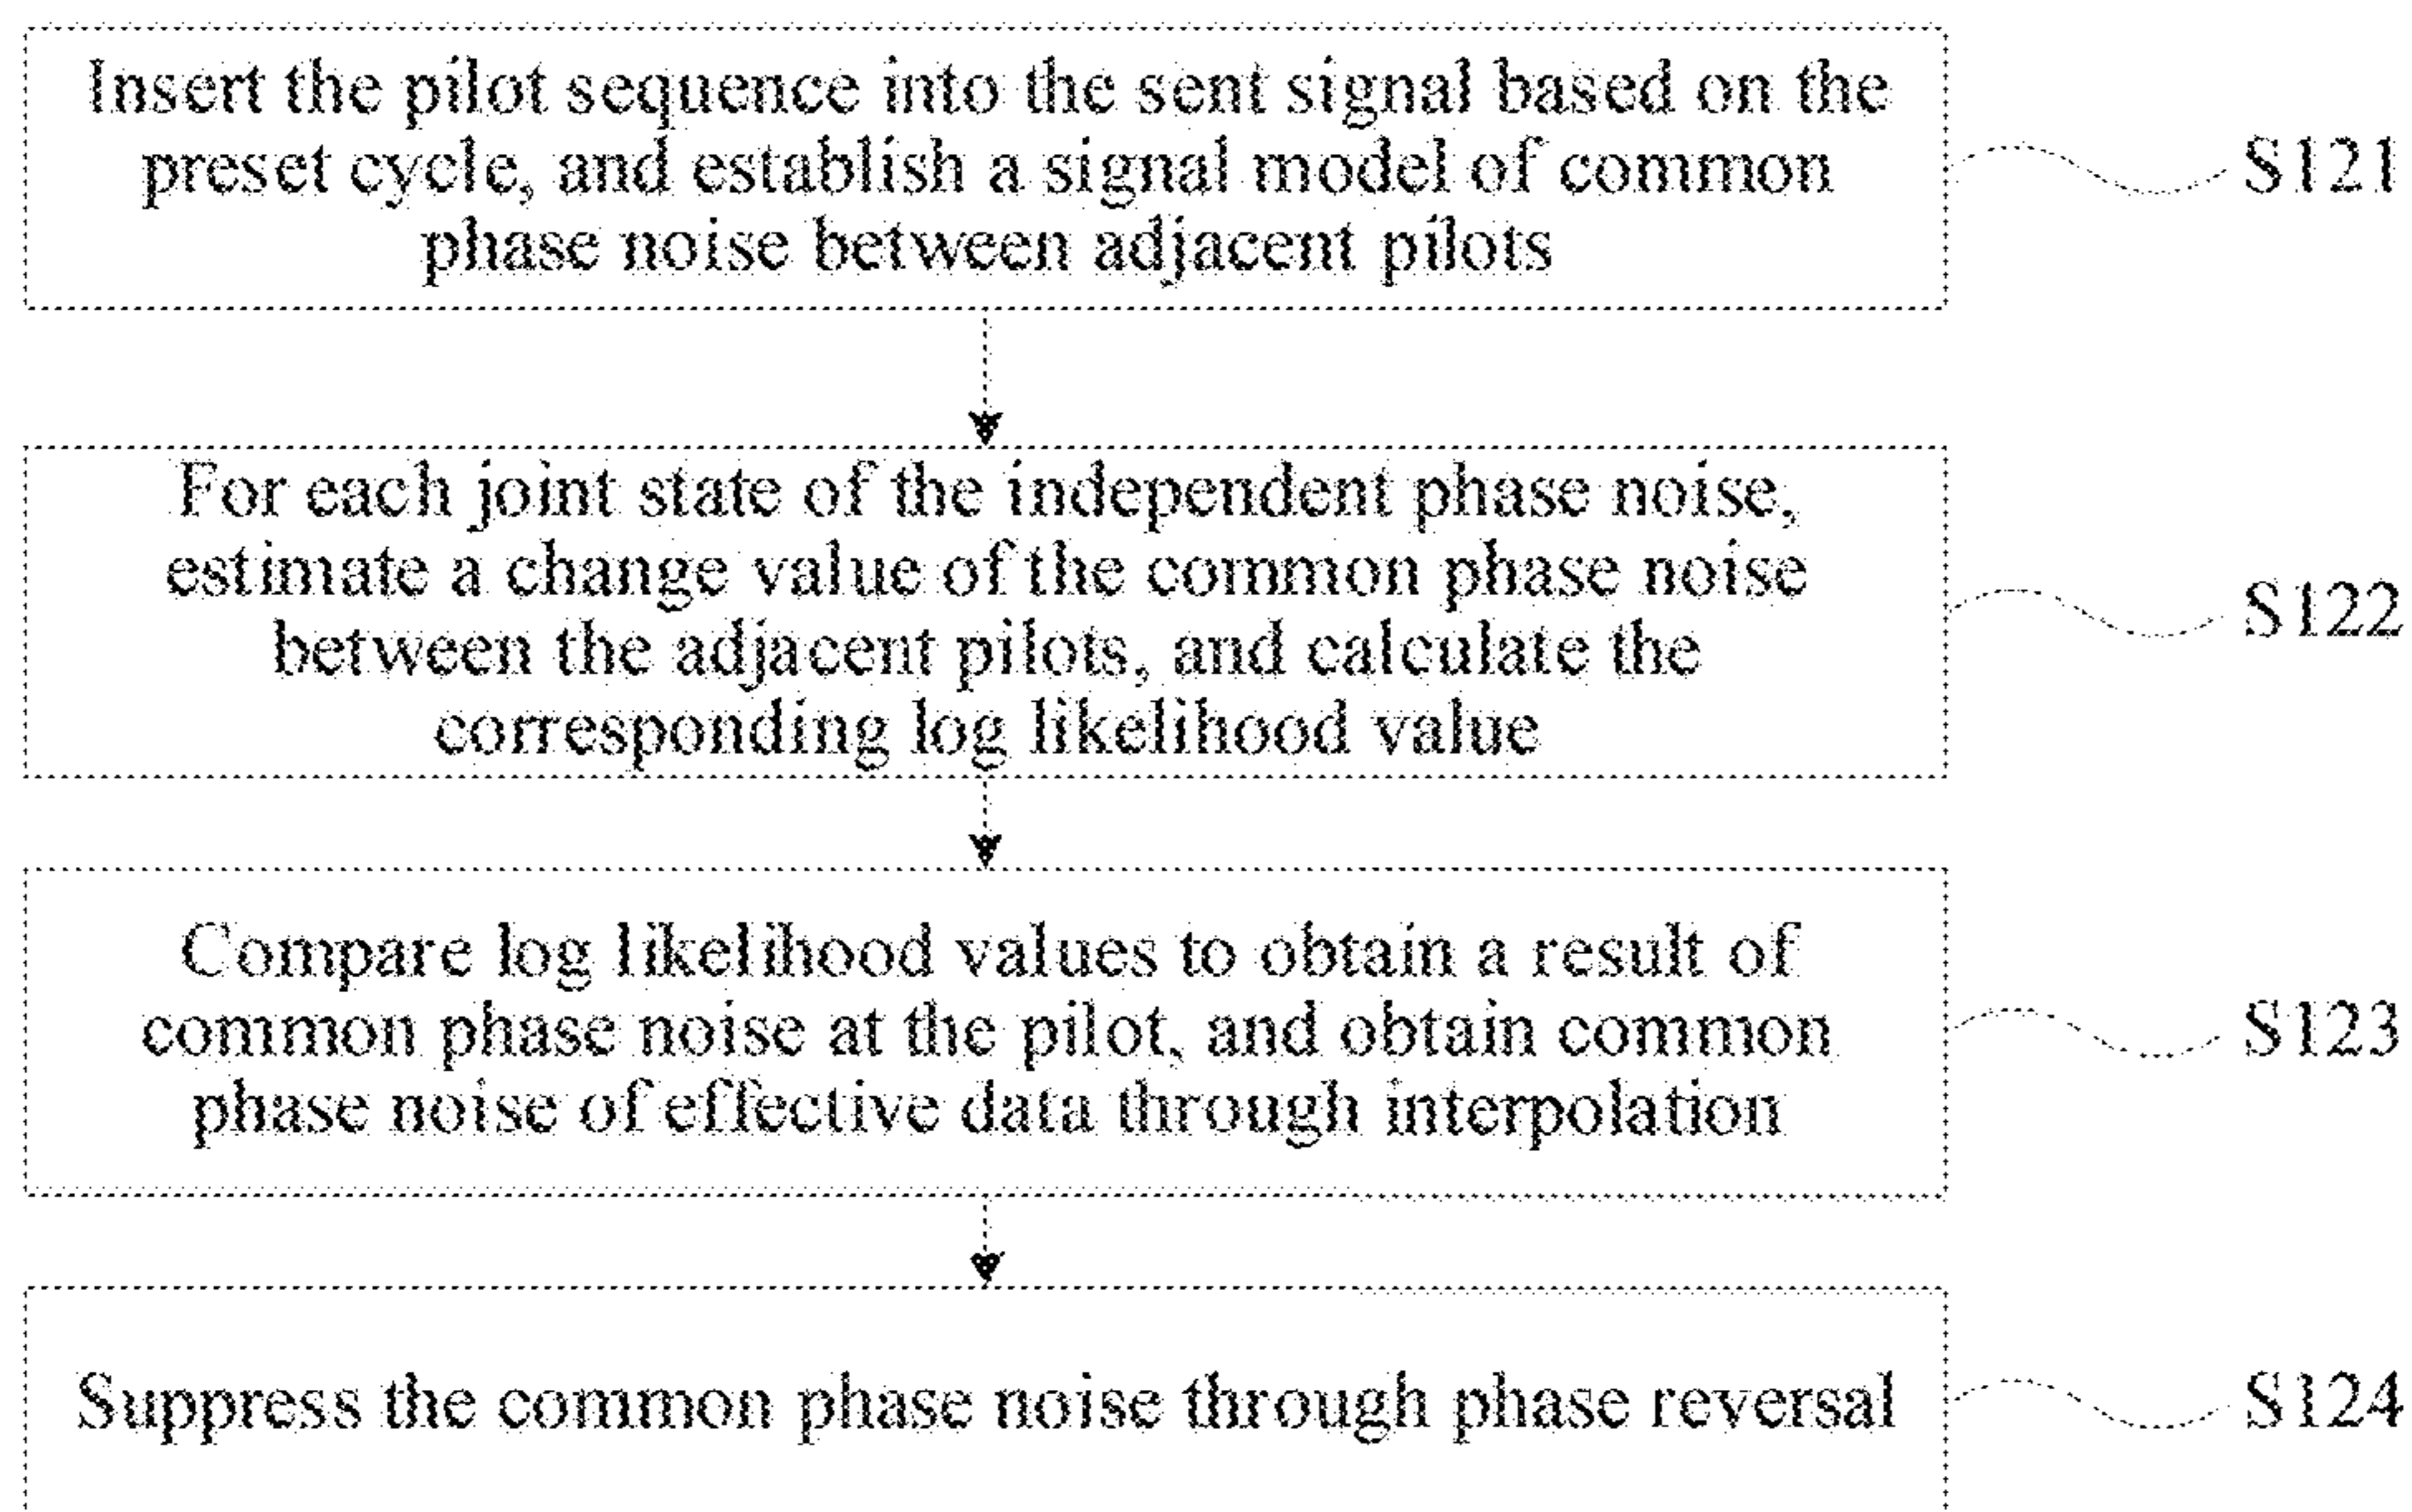 Insert the pilot sequence into the sent signal based on the
preset cycle, and establish a signal model of common
phase noise between adjacent pilots
S121
For each joint state of the independent phase noise,
estimate a change value of the common phase noise
between the adjacent pilots, and calculate the
corresponding log likelihood value
S122
Compare log likelihood values to obtain a result of
common phase noise at the pilot, and obtain common
phase noise of effective data through interpolation
S123
Suppress the common phase noise through phase reversal
S124